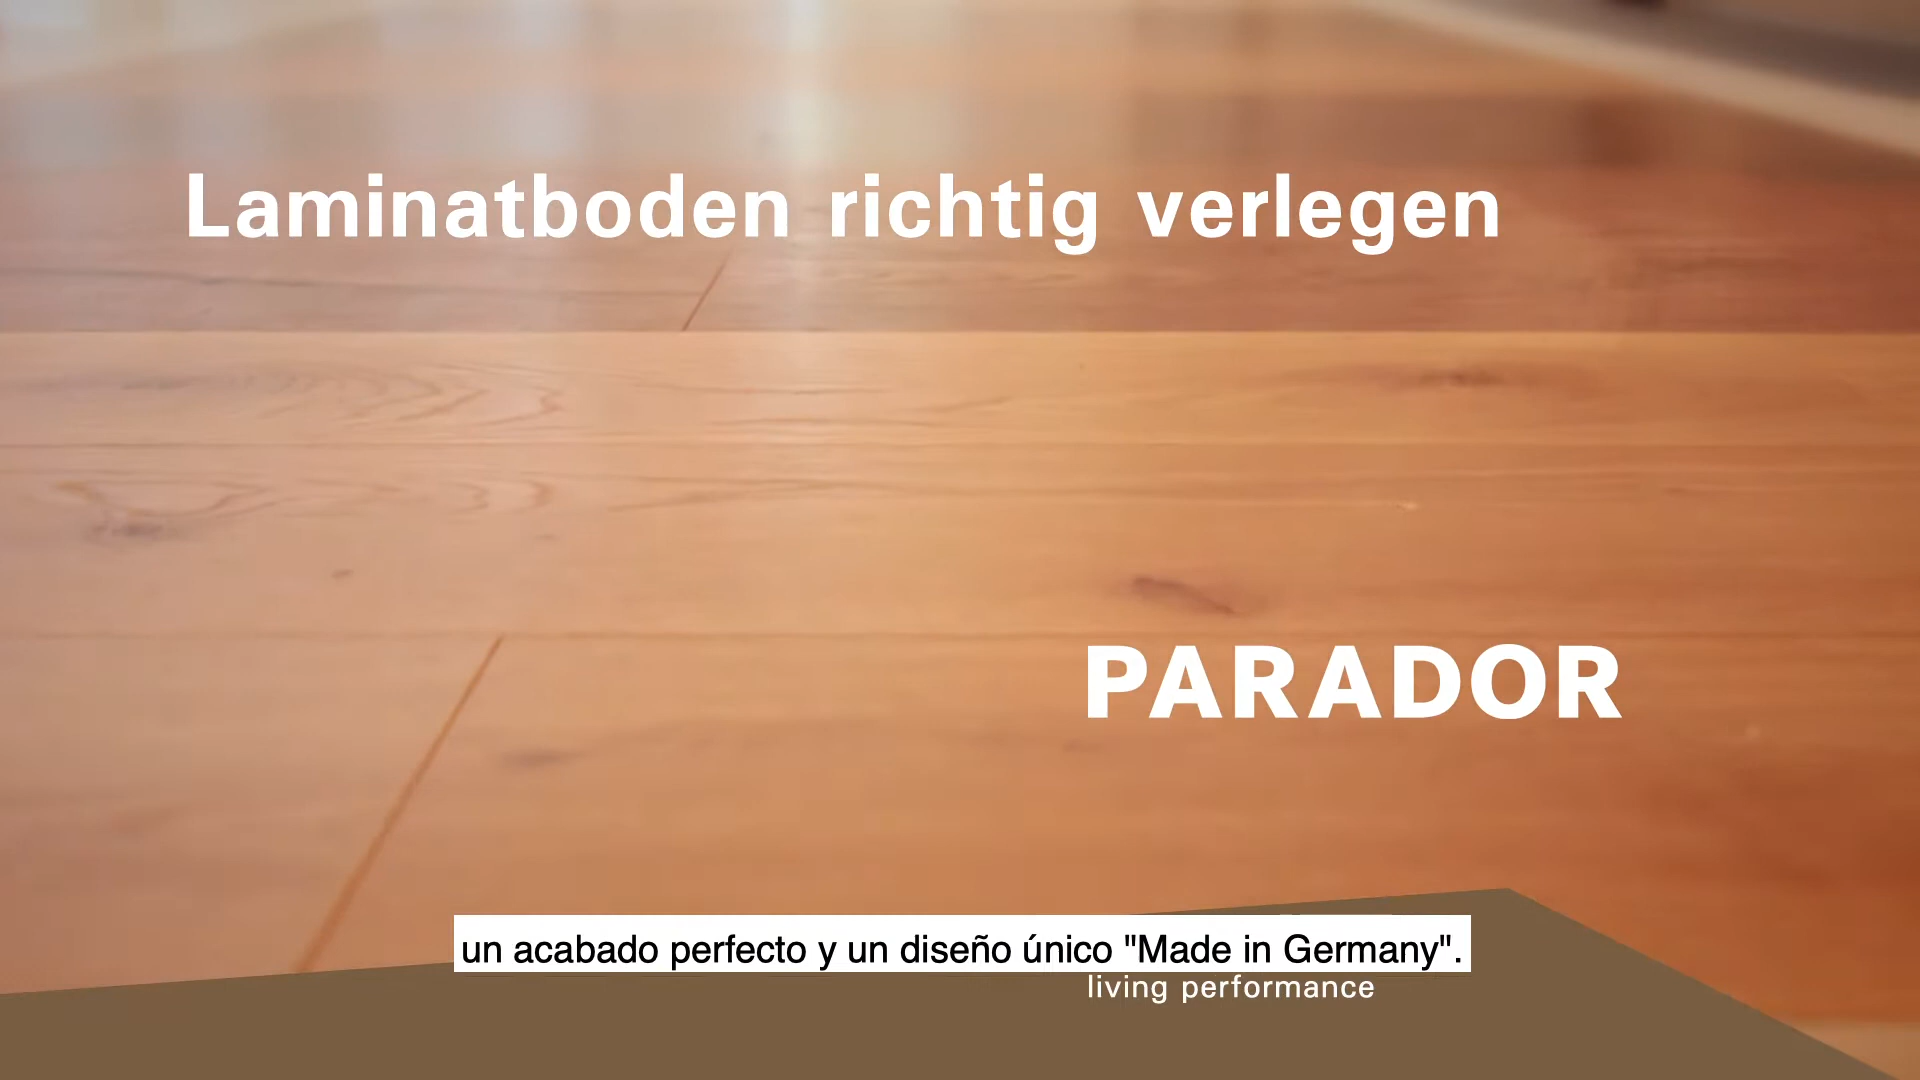 Laminatboden richtig verlegen
PARADOR
un acabado perfecto y un diseño único "Made in Germany".
living performance